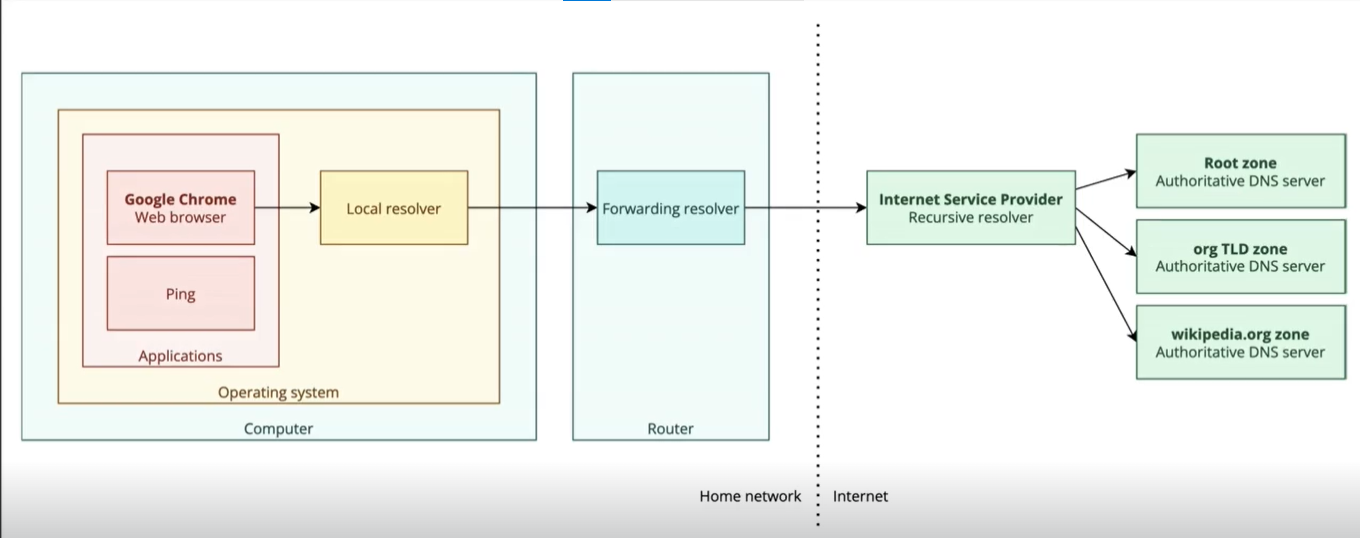 Google Chrome
Web browser
Ping
Applications
Local resolver
Operating system
Computer
Forwarding resolver
Router
Home network
Internet
Internet Service Provider
Recursive resolver
Root zone
Authoritative DNS server
org TLD zone
Authoritative DNS server
wikipedia.org zone
Authoritative DNS server